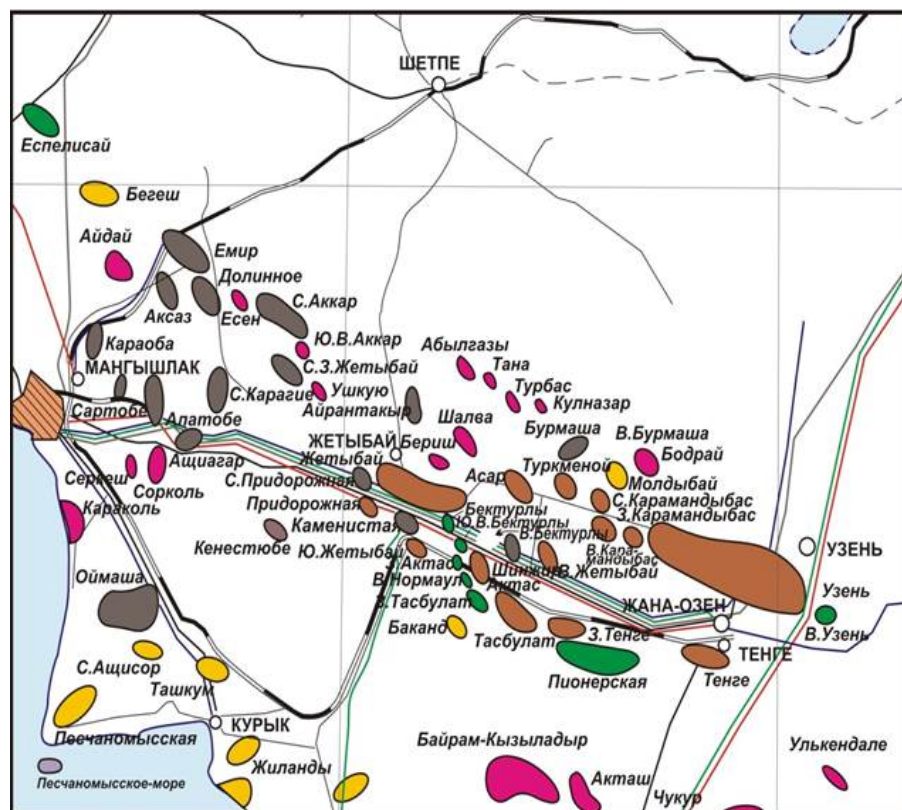 ШЕТПЕ
Еспелисай
Бегеш
Айдай
Емир
Долинное
С.Аккар
Аксаз
Есен
Караоба
Ю.В.Аккар
МАНГЫШЛАК
С.З.Жетыбай
Абылгазы
Тана
Сартобе
Апатобе
С.Карагие
Ушкую
Айрантакыр
Турбас
Кулназар
Шалва
Бурмаша
В.Бурмаша
Ащиагар
ЖЕТЫБАЙ
Бериш
Бодрай
Серкеш
Сорколь
Жетыбай
С.Придорожная
Асар
Туркменой
Молдыбай
Караколь
Придорожная
Бектурлы
С.Карамандыбас
З.Карамандыбас
Каменистая
Ю.В.Бектурлы
В.Бектурлы
Кенестюбе
Ю.Жетыбай
В.Кара-
мандыбас
УЗЕНЬ
Оймаша
З.Актас
Шинжир
В.Жетыбай
В.Нормаул
Актас
Узень
З.Тасбулат
ЖАНА-ОЗЕН
Баканд
Тасбулат
З.Тенге
В.Узень
ТЕНГЕ
С.Ащисор
Ташкум
Пионерская
Тенге
КУРЫК
Песчаномысская
Байрам-Кызыладыр
Улькендале
Жиланды
Песчаномысское-море
Акташ
Чукур